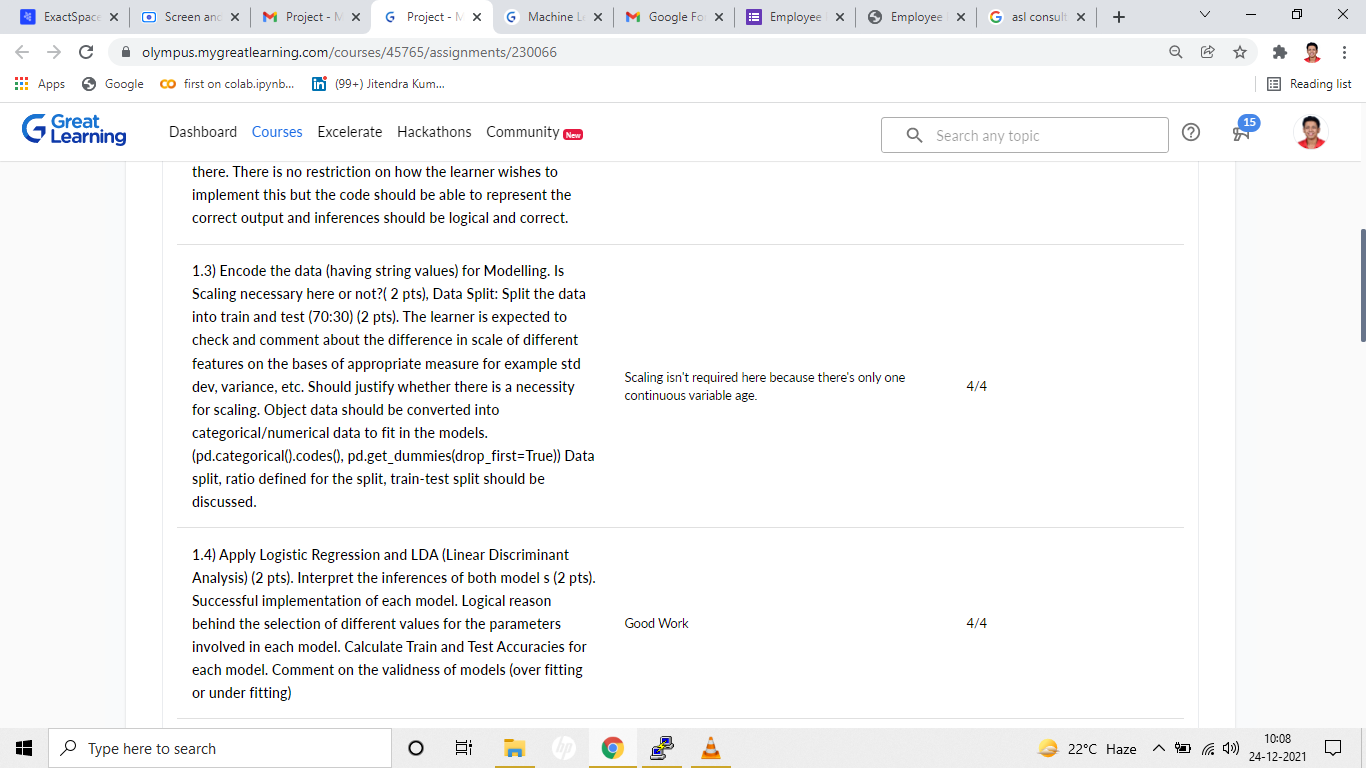 ExactSpace
Screen and
Project - M
Project - M
Machine L
Google Fo
Employee
Employee
asl consult
olympus.mygreatlearning.com/courses/45765/assignments/230066
Apps
Google
first on colab.ipynb...
(99+) Jitendra Kum...
Reading list
Great
Learning
Dashboard
Courses
Excelerate
Hackathons
Community
New
Search any topic
15
there. There is no restriction on how the learner wishes to
implement this but the code should be able to represent the
correct output and inferences should be logical and correct.
1.3) Encode the data (having string values) for Modelling. Is
Scaling necessary here or not?( 2 pts), Data Split: Split the data
into train and test (70:30) (2 pts). The learner is expected to
check and comment about the difference in scale of different
features on the bases of appropriate measure for example std
dev, variance, etc. Should justify whether there is a necessity
for scaling. Object data should be converted into
categorical/numerical data to fit in the models.
(pd.categorical().codes(), pd.get_dummies(drop_first=True)) Data
split, ratio defined for the split, train-test split should be
discussed.
Scaling isn't required here because there's only one
continuous variable age.
4/4
1.4) Apply Logistic Regression and LDA (Linear Discriminant
Analysis) (2 pts). Interpret the inferences of both model s (2 pts).
Successful implementation of each model. Logical reason
behind the selection of different values for the parameters
involved in each model. Calculate Train and Test Accuracies for
each model. Comment on the validness of models (over fitting
or under fitting)
Good Work
4/4
Type here to search
hp
22°C Haze
10:08
24-12-2021